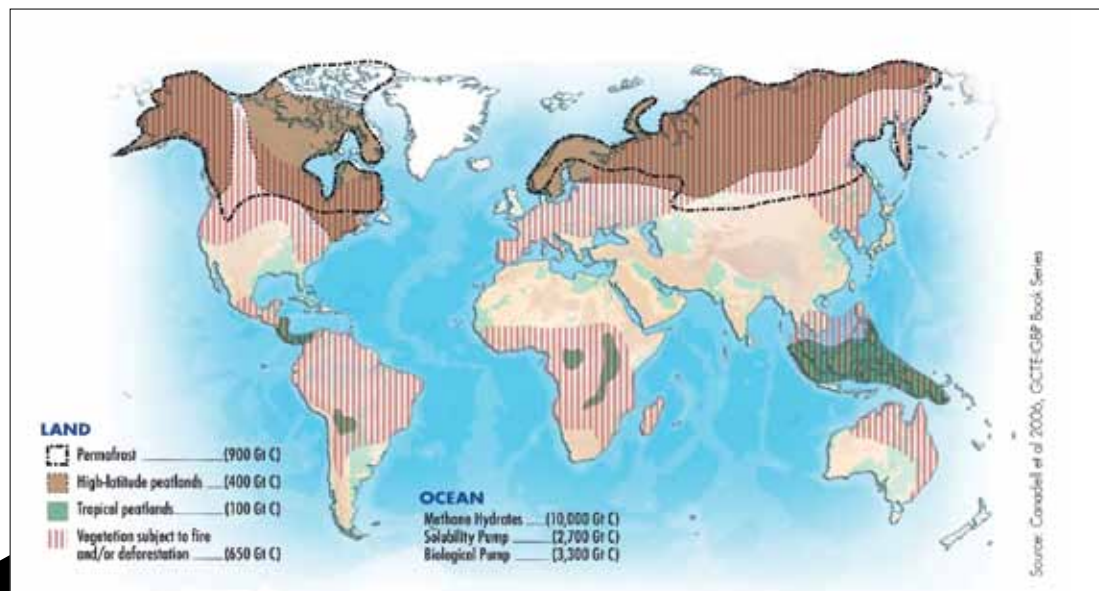 LAND
Permafrost (900 Gt C)
High-latitude peatlands (400 Gt C)
Tropical peatlands (100 Gt C)
Vegetation subject to fire
and/or deforestation (650 Gt C)
OCEAN
Methane Hydrates (10,000 Gt C)
Solubility Pump (2,700 Gt C)
Biological Pump (3,300 Gt C)
Source: Canadell et al 2006, GCTE-IGBP Book Series